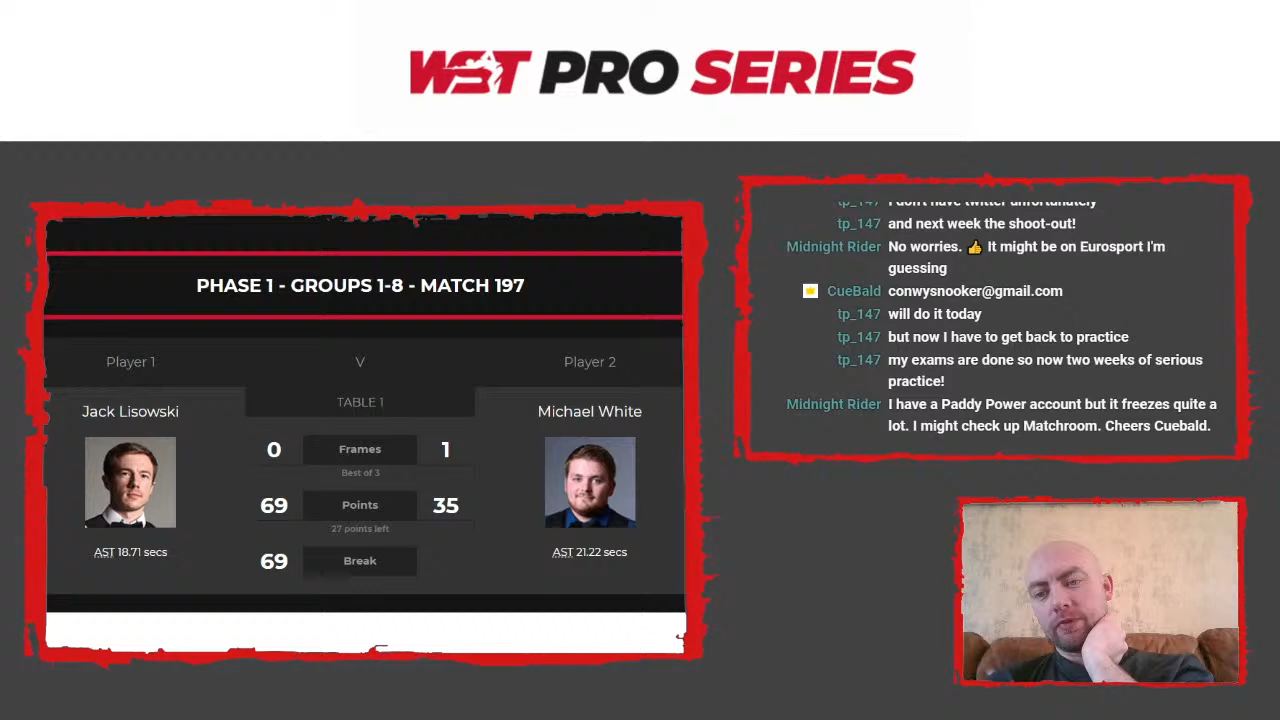 WST PRO SERIES
PHASE 1 - GROUPS 1-8 - MATCH 197
Player 1 V Player 2
TABLE 1
Jack Lisowski Michael White
0 Frames 1
Best of 3
69 Points 35
27 points left
AST 18.71 secs AST 21.22 secs
69 Break
tp_147 I don't have twitter unfortunately
tp_147 and next week the shoot-out!
Midnight Rider No worries. 👍 It might be on Eurosport I'm
guessing
CueBald conwysnooker@gmail.com
tp_147 will do it today
tp_147 but now I have to get back to practice
tp_147 my exams are done so now two weeks of serious
practice!
Midnight Rider I have a Paddy Power account but it freezes quite a
lot. I might check up Matchroom. Cheers Cuebald.